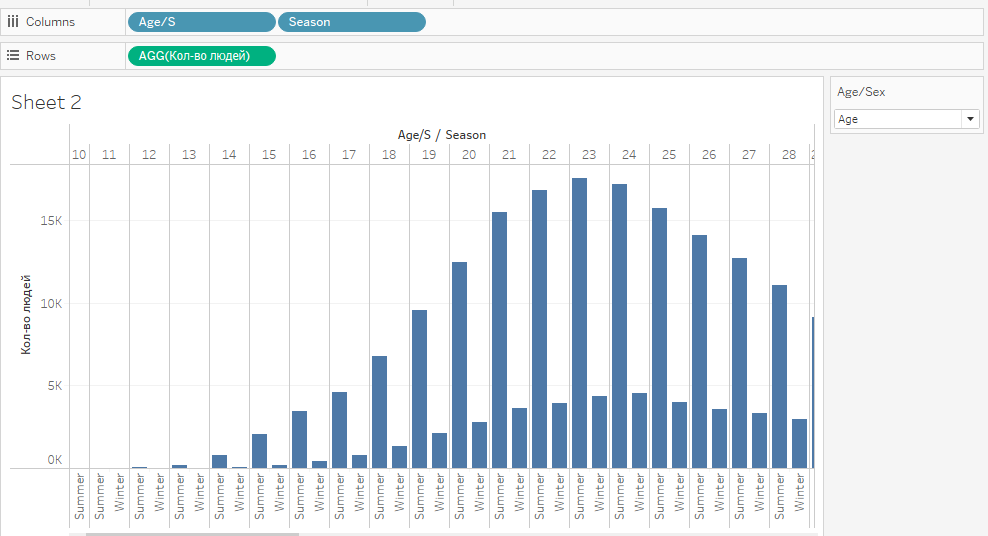 Columns Age/S Season
Rows AGG(Кол-во людей)
Sheet 2
Age/Sex
Age
Age/S / Season
10 11 12 13 14 15 16 17 18 19 20 21 22 23 24 25 26 27 28
15K
10K
5K
0K
Кол-во людей
Summer Summer Winter Summer Winter Summer Winter Summer Winter Summer Winter Summer Winter Summer Winter Summer Winter Summer Winter Summer Winter Summer Winter Summer Winter Summer Winter Summer Winter Summer Winter Summer Winter Summer Winter Summer Winter